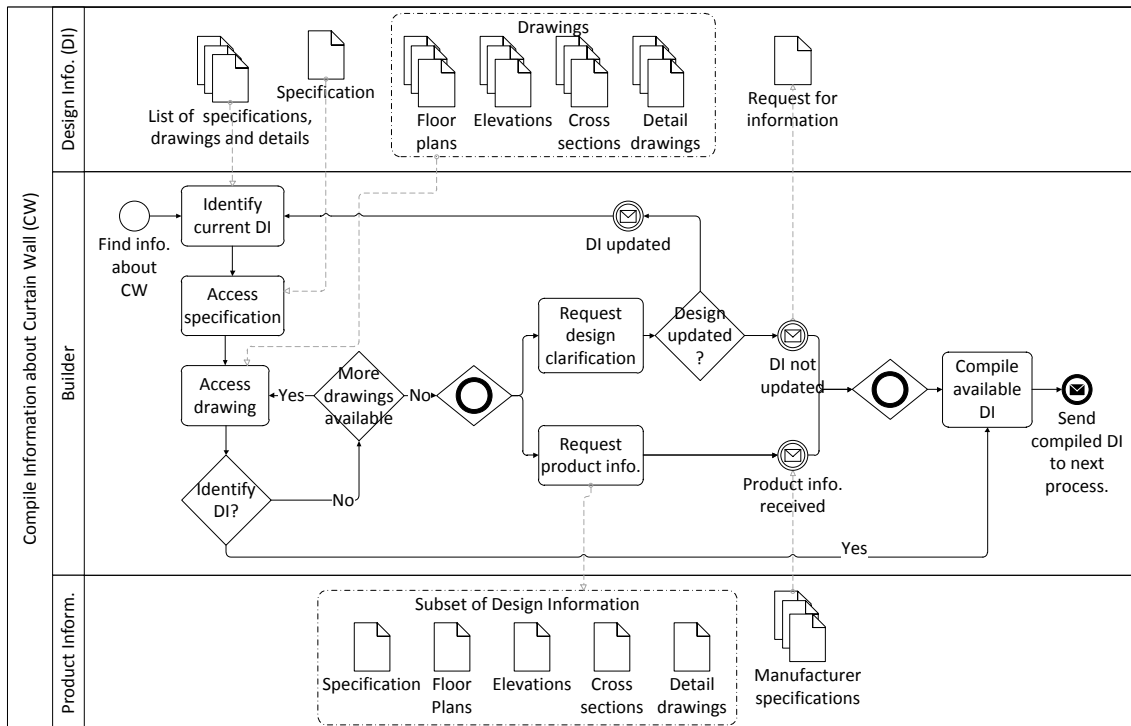 Compile Information about Curtain Wall (CW)
Design Info. (DI)
Drawings
List of specifications,
drawings and details
Specification
Floor
plans
Elevations
Cross
sections
Detail
drawings
Request for
information
Builder
Find info.
about
CW
Identify
current DI
DI updated
Access
specification
Access
drawing
Yes
More
drawings
available
No
Identify
DI?
No
Request
design
clarification
Design
updated
?
DI not
updated
Request
product info.
Product info.
received
Compile
available
DI
Send
compiled DI
to next
process.
Yes
Product Inform.
Subset of Design Information
Specification
Floor
Plans
Elevations
Cross
sections
Detail
drawings
Manufacturer
specifications